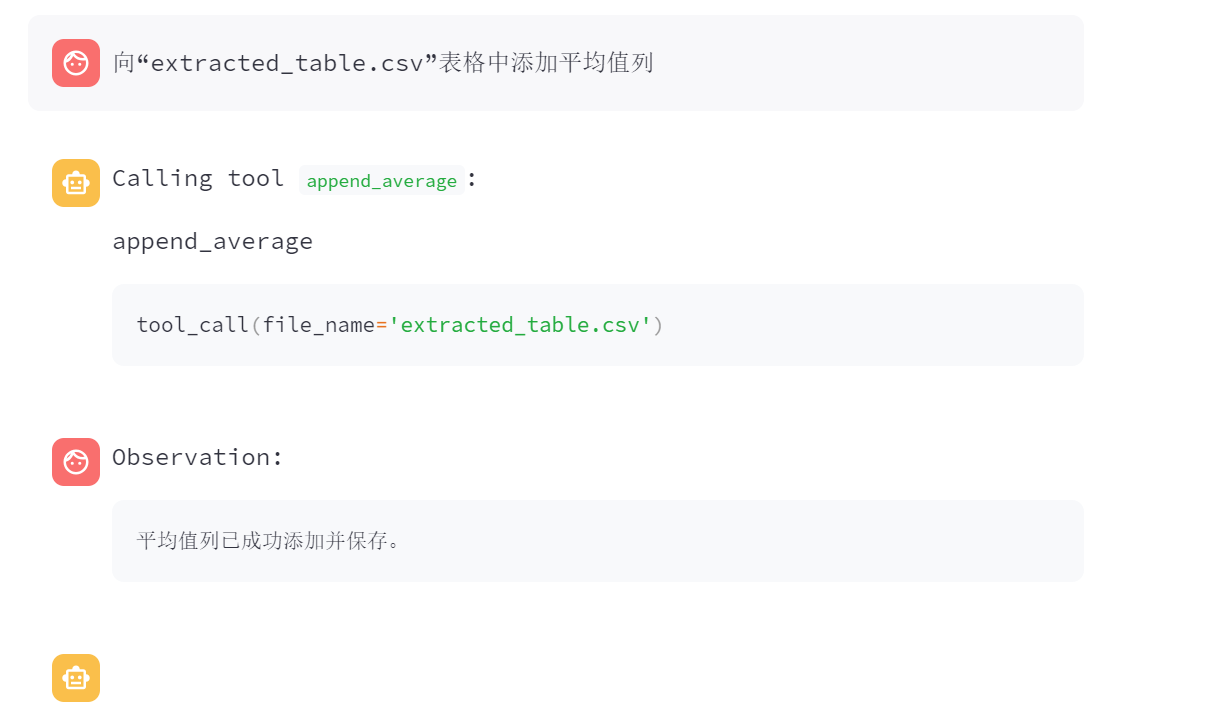 向“extracted_table.csv”表格中添加平均值列
Calling tool append_average:
append_average
tool_call(file_name='extracted_table.csv')
Observation:
平均值列已成功添加并保存。